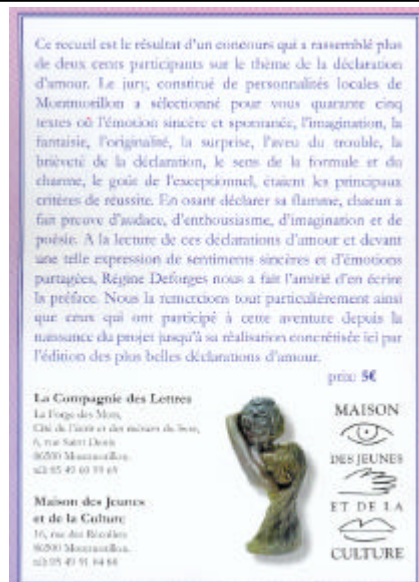 Ce recueil est le résultat d'un concours qui a rassemblé plus
de deux cents participants sur le thème de la déclaration
d'amour. Le jury, constitué de personnalités locales de
Montmorillon a sélectionné pour vous quarante cinq
textes où l'émotion sincère et spontanée, l'imagination, la
fantaisie, l'originalité, la surprise, l'aveu du trouble, la
brièveté de la déclaration, le sens de la formule et du
charme, le goût de l'exceptionnel, étaient les principaux
critères de réussite. En osant déclarer sa flamme, chacun a
fait preuve d'audace, d'enthousiasme, d'imagination et de
poésie. A la lecture de ces déclarations d'amour et devant
une telle expression de sentiments sincères et d'émotions
partagées, Régine Deforges nous a fait l'amitié d'en écrire
la préface. Nous la remercions tout particulièrement ainsi
que ceux qui ont participé à cette aventure depuis la
naissance du projet jusqu'à sa réalisation concrétisée ici par
l'édition des plus belles déclarations d'amour.
prix: 5€
La Compagnie des Lettres
La Forge des Mots,
Cité de l'écrit et des métiers du livre,
6, rue Saint Denis
86500 Montmorillon.
Maison des Jeunes
et de la Culture
16, rue des Récollets
86500 Montmorillon.
MAISON
DES JEUNES
ET DE LA
CULTURE